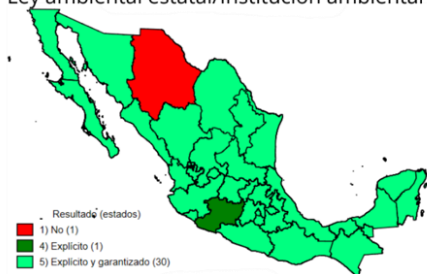 Ley ambiental estatal/Institución ambiental
Resultado (estados)
1) No (1)
4) Explícito (1)
5) Explícito y garantizado (30)